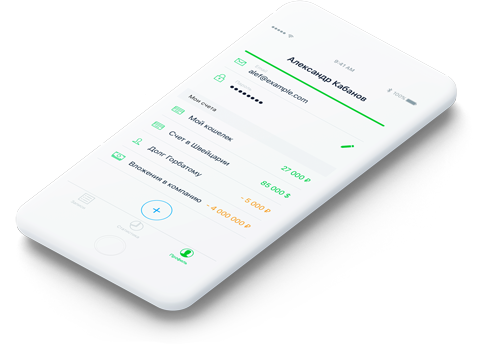 9:41 AM
100%
Александр Кабанов
alef@example.com
••••••••
Мои счета
Мой кошелек 27 000 ₽
Счет в Швейцарии 85 000 $
Долг Горбатому - 5 000 ₽
Вложения в компанию - 4 000 000 ₽
Профиль